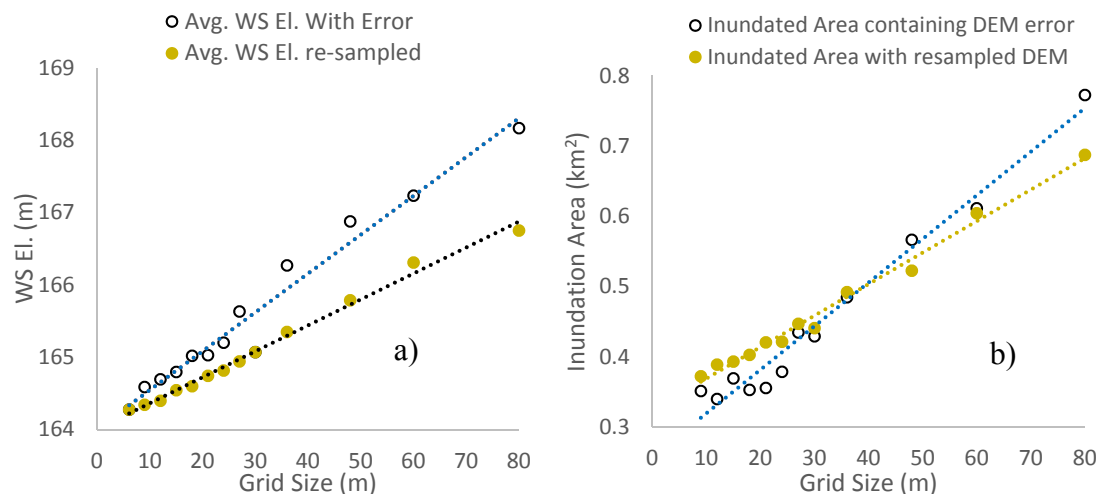 Avg. WS El. With Error
Avg. WS El. re-sampled
169
168
167
166
165
164
WS El. (m)
0 10 20 30 40 50 60 70 80
Grid Size (m)
a)
Inundated Area containing DEM error
Inundated Area with resampled DEM
0.8
0.7
0.6
0.5
0.4
0.3
Inundation Area (km²)
0 10 20 30 40 50 60 70 80
Grid Size (m)
b)